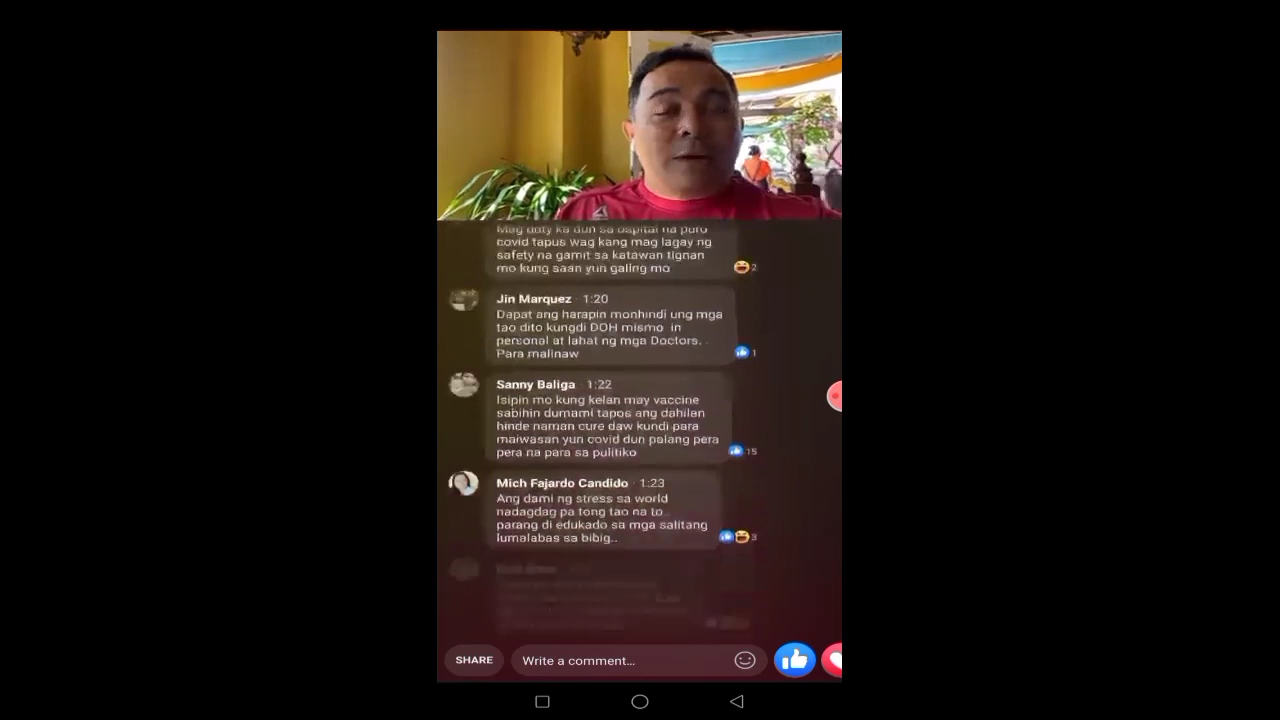 Mag duty ka dun sa ospital na puro
covid tapus wag kang mag lagay ng
safety na gamit sa katawan tignan
mo kung saan yun galing mo
2
Jin Marquez · 1:20
Dapat ang harapin monhindi ung mga
tao dito kungdi DOH mismo in
personal at lahat ng mga Doctors.
Para malinaw
1
Sanny Baliga · 1:22
Isipin mo kung kelan may vaccine
sabihin dumami tapos ang dahilan
hinde naman cure daw kundi para
maiwasan yun covid dun palang pera
pera na para sa pulitiko
15
Mich Fajardo Candido · 1:23
Ang dami ng stress sa world
nadagdag pa tong tao na to
parang di edukado sa mga salitang
lumalabas sa bibig..
3
SHARE
Write a comment...